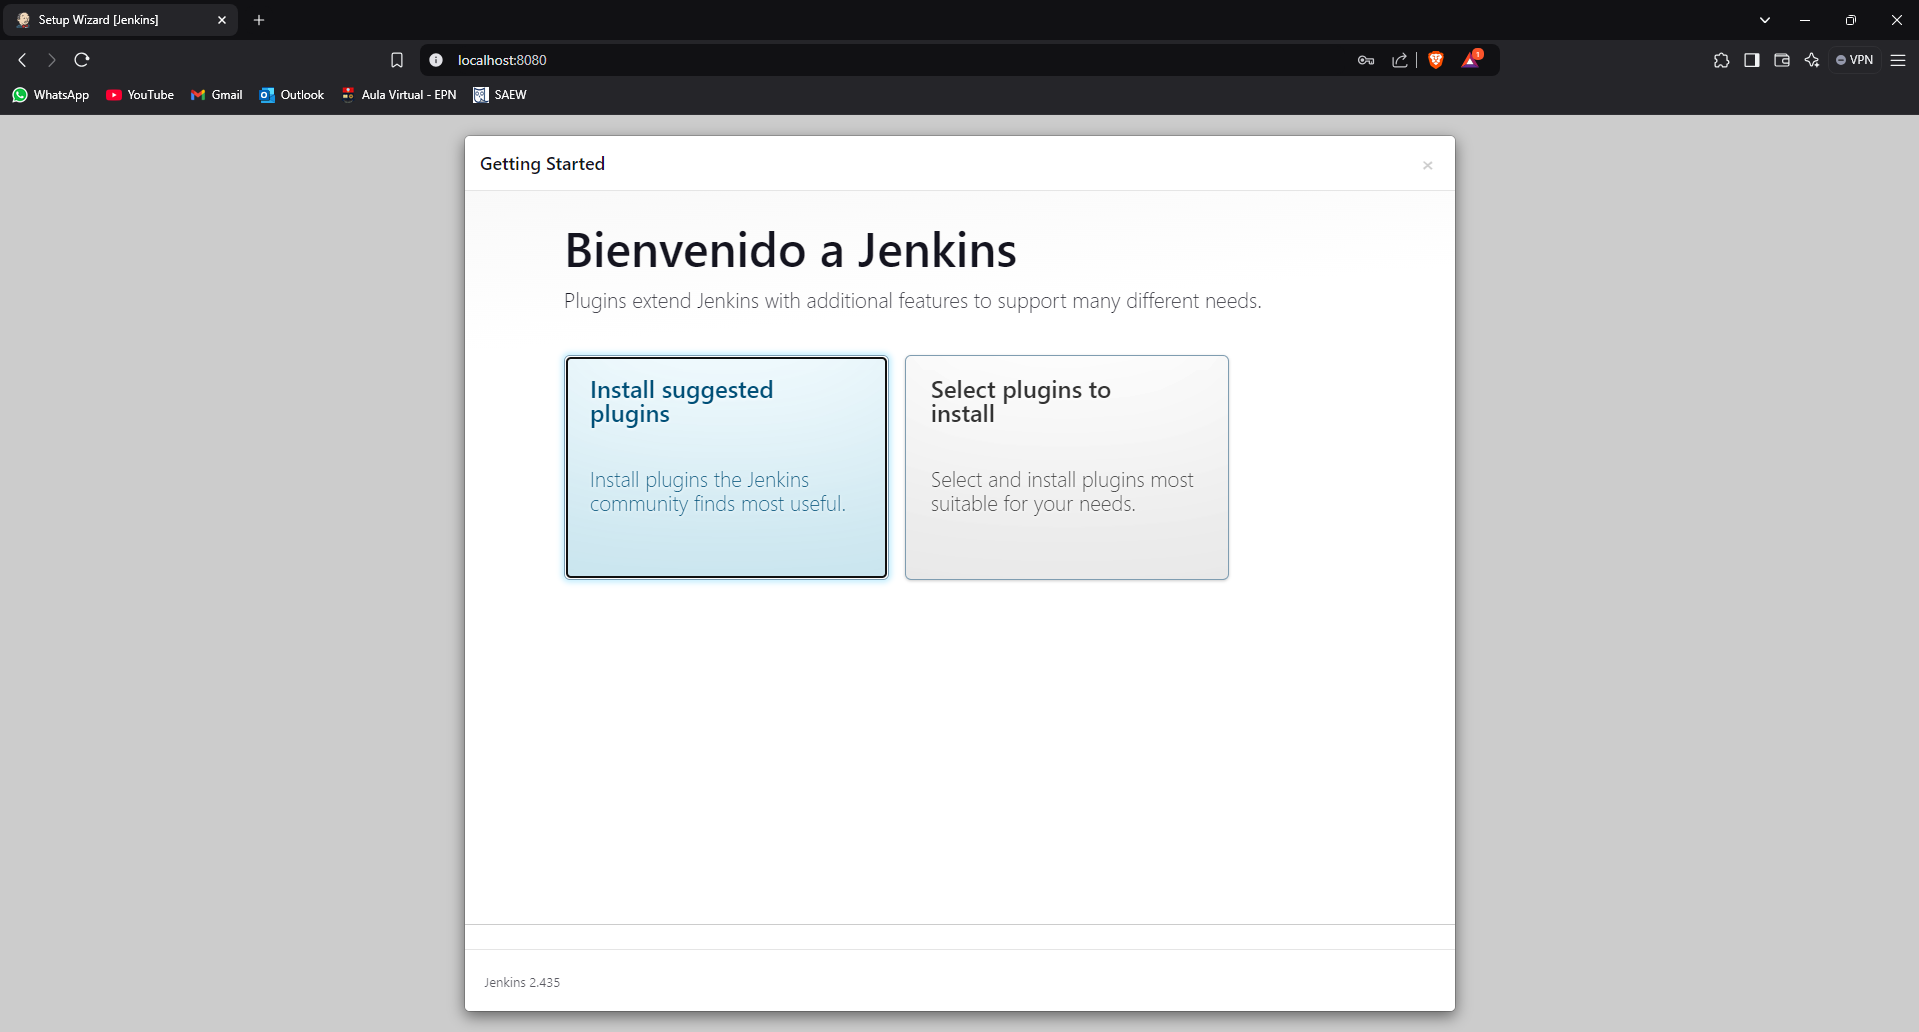 Setup Wizard [Jenkins]
localhost:8080
1
VPN
WhatsApp
YouTube
Gmail
Outlook
Aula Virtual - EPN
SAEW
Getting Started
×
Bienvenido a Jenkins
Plugins extend Jenkins with additional features to support many different needs.
Install suggested
plugins
Install plugins the Jenkins
community finds most useful.
Select plugins to
install
Select and install plugins most
suitable for your needs.
Jenkins 2.435